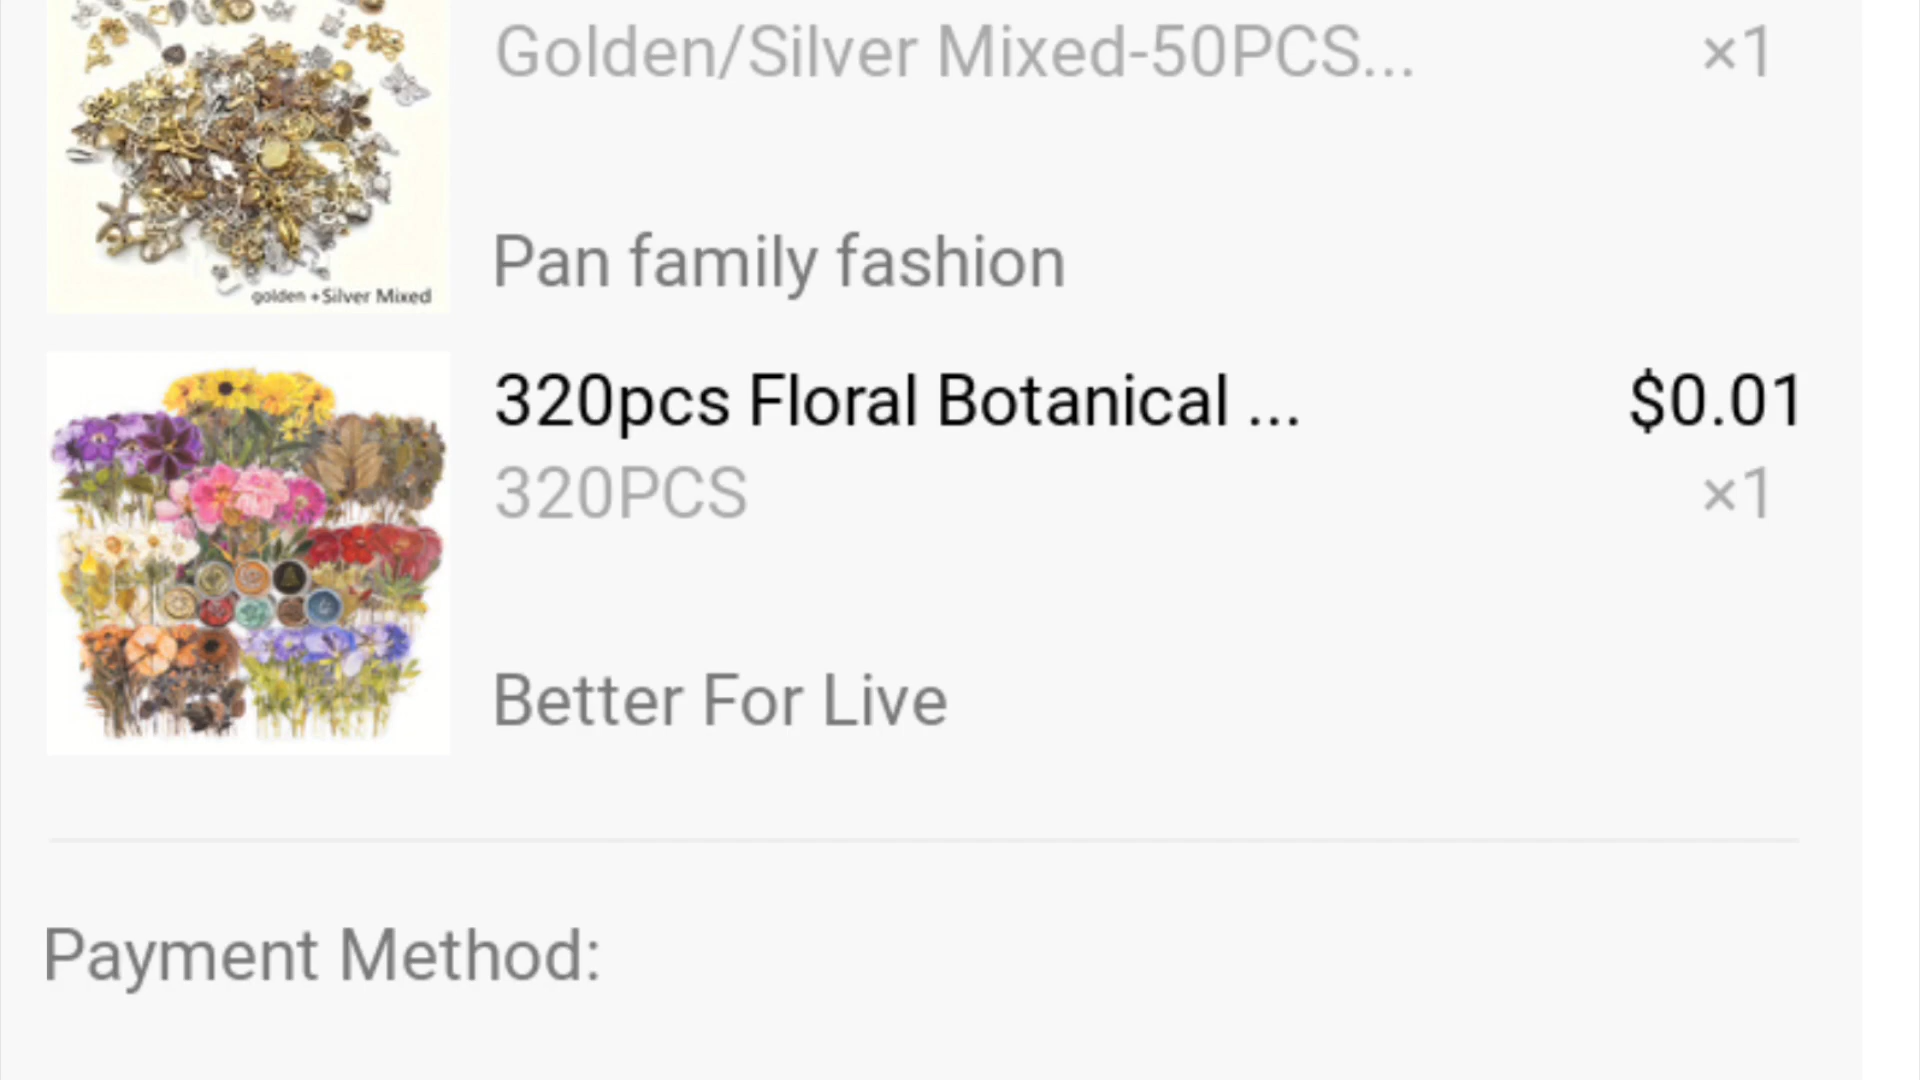 Golden/Silver Mixed-50PCS... ×1
Pan family fashion
golden +Silver Mixed
320pcs Floral Botanical ... $0.01
320PCS ×1
Better For Live
Payment Method: